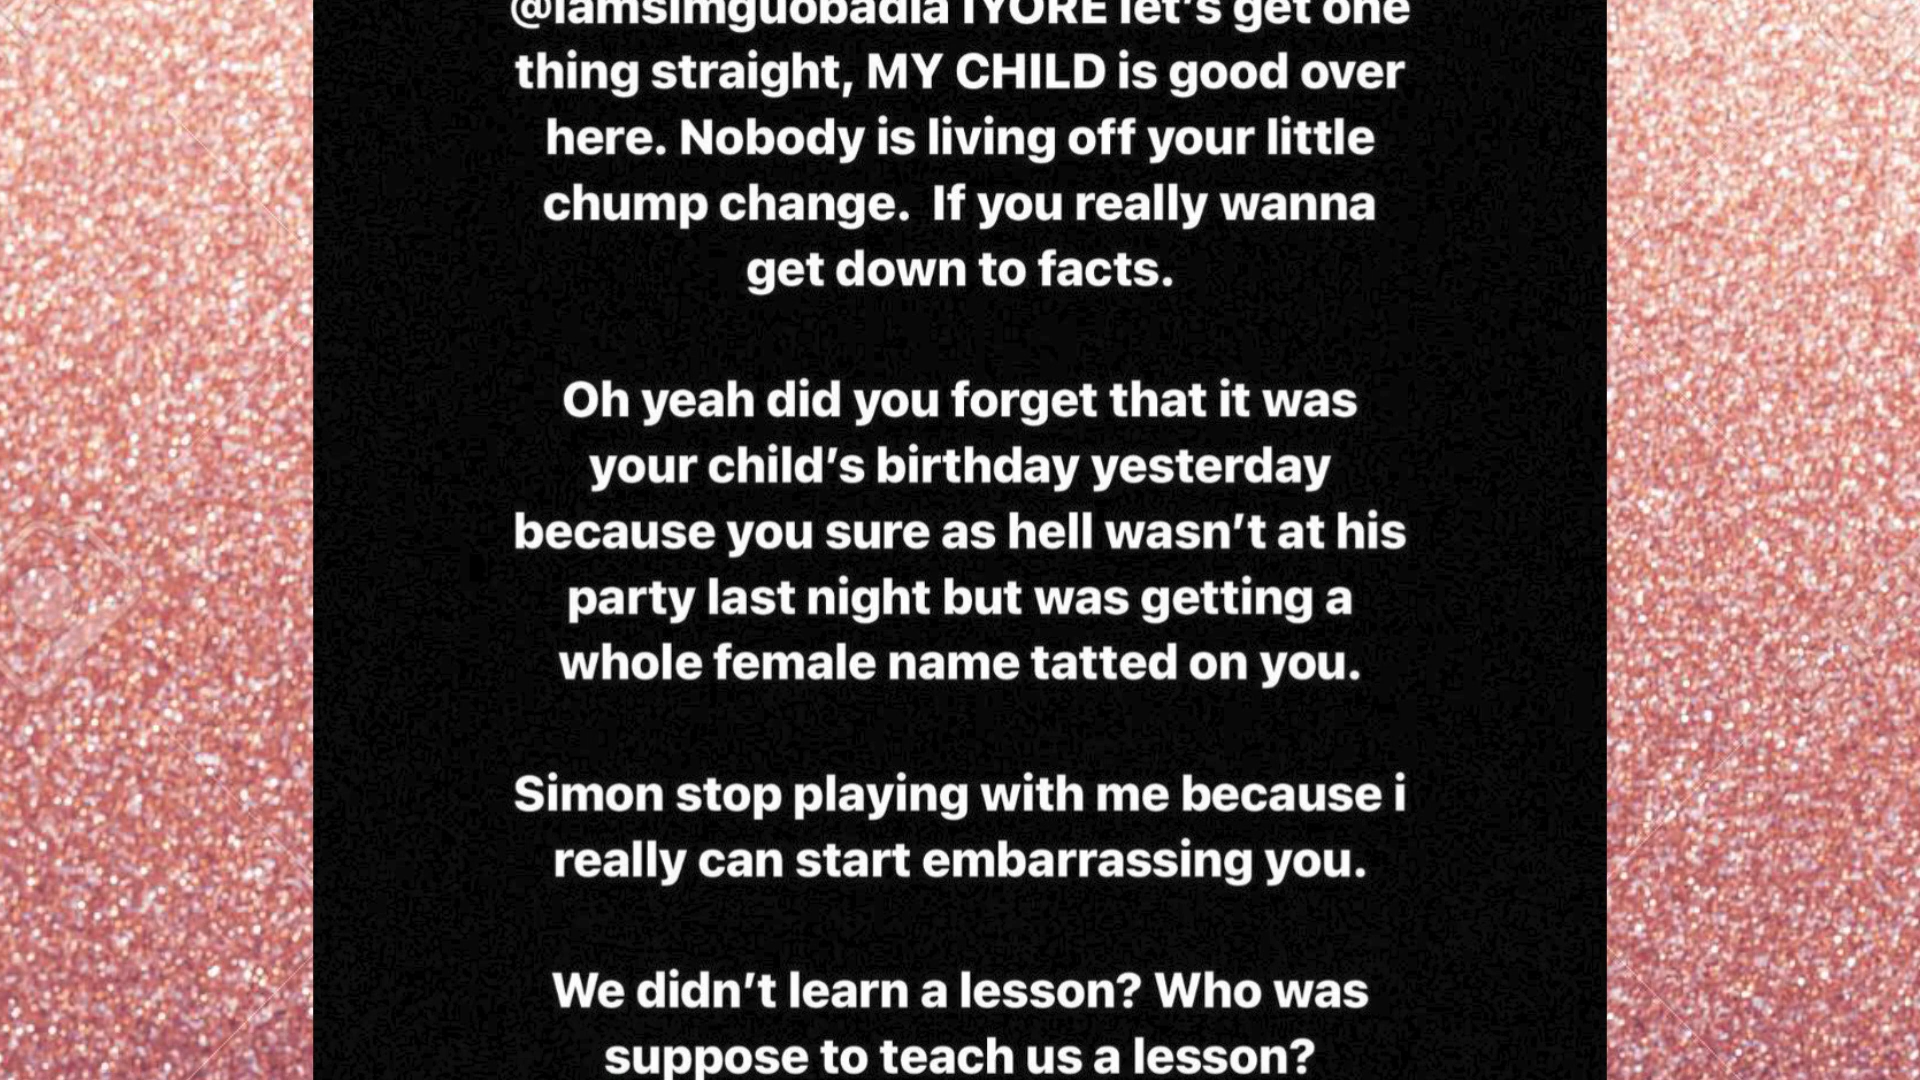 @iamsimguobadia IYORE let's get one
thing straight, MY CHILD is good over
here. Nobody is living off your little
chump change.  If you really wanna
get down to facts.
Oh yeah did you forget that it was
your child's birthday yesterday
because you sure as hell wasn't at his
party last night but was getting a
whole female name tatted on you.
Simon stop playing with me because i
really can start embarrassing you.
We didn't learn a lesson? Who was
suppose to teach us a lesson?